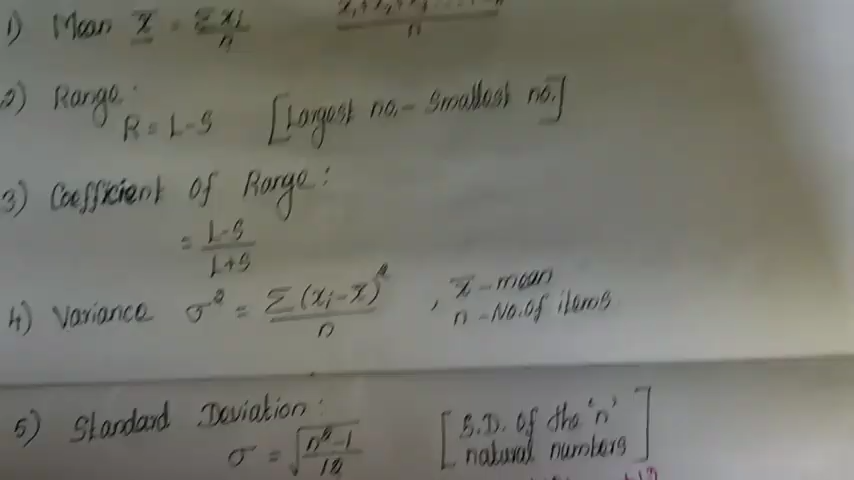 1) Mean x̄ = Σxi/n
2) Range:
R = L-S [Largest no.- Smallest no.]
3) Coefficient Of Range:
= L-S/L+S
4) Variance σ² = Σ(xi-x̄)²/n , x̄ - mean
n - No.of items
5) Standard Deviation: [S.D. Of the 'n'
σ = √n²-1/12 natural numbers]